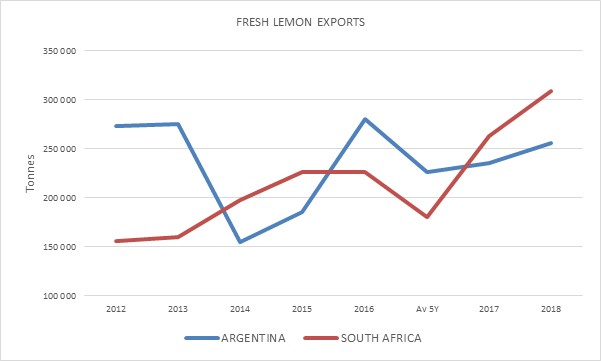 FRESH LEMON EXPORTS
350 000
300 000
250 000
200 000
150 000
100 000
Tonnes
2012 2013 2014 2015 2016 Av 5Y 2017 2018
ARGENTINA SOUTH AFRICA